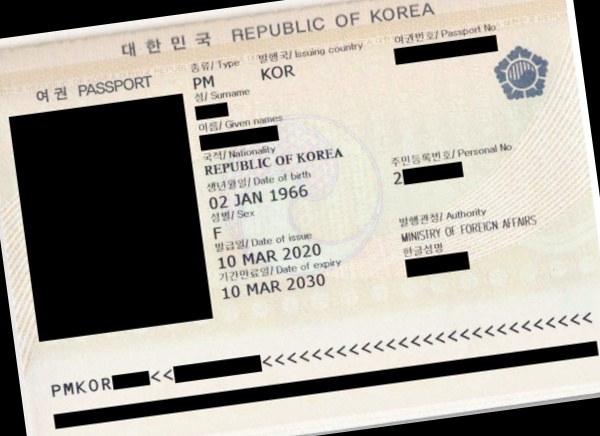 대 한 민 국 REPUBLIC OF KOREA
여 권 PASSPORT
종류/ Type 발행국/ Issuing country 여권번호/ Passport No.
PM KOR
성/ Surname
이름/ Given names
국적/ Nationality
REPUBLIC OF KOREA
생년월일/ Date of birth 주민등록번호/ Personal No.
02 JAN 1966 2
성별/ Sex
F
발급일/ Date of issue 발행관청/ Authority
10 MAR 2020 MINISTRY OF FOREIGN AFFAIRS
기간만료일/ Date of expiry 한글성명
10 MAR 2030
PMKOR <<  <<<<<<<<<<<<<<<<<<<<<<<<<<<